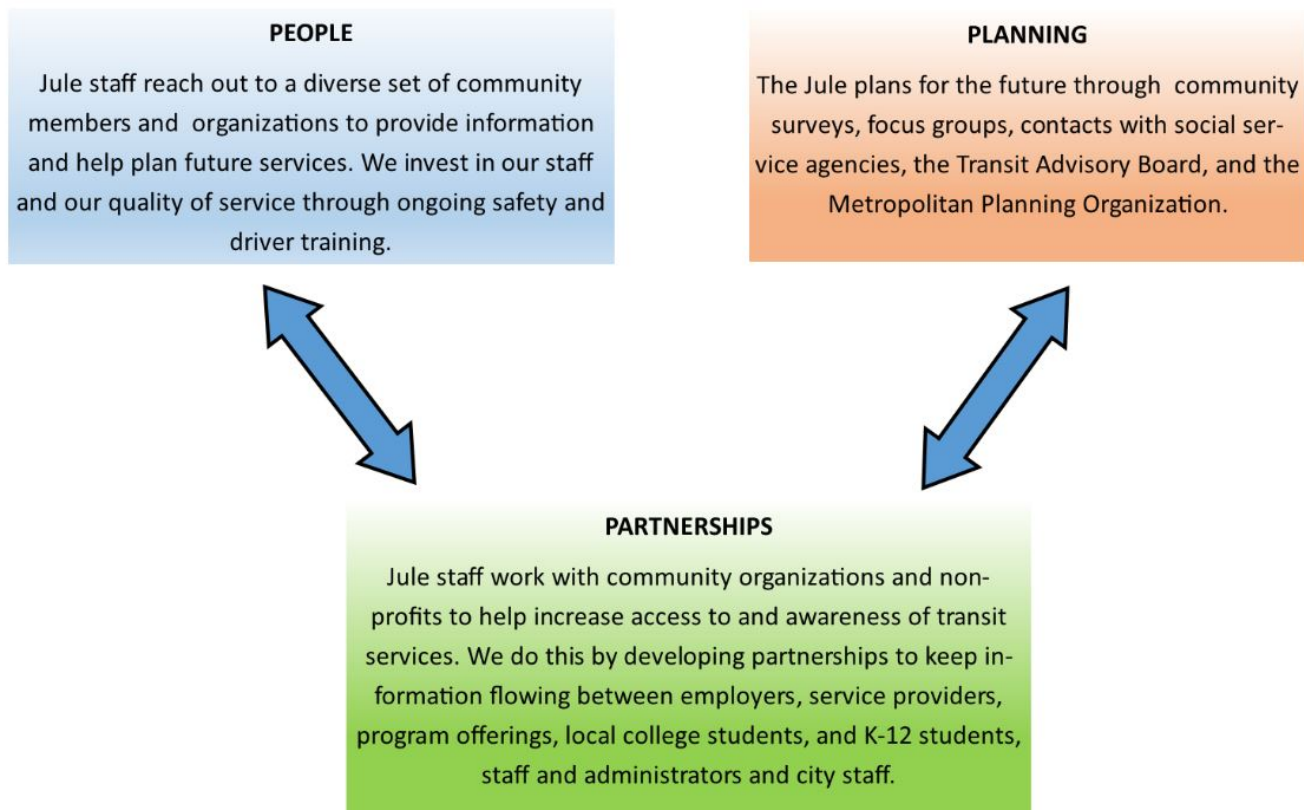 PEOPLE
Jule staff reach out to a diverse set of community
members and organizations to provide information
and help plan future services. We invest in our staff
and our quality of service through ongoing safety and
driver training.
PLANNING
The Jule plans for the future through community
surveys, focus groups, contacts with social ser-
vice agencies, the Transit Advisory Board, and the
Metropolitan Planning Organization.
PARTNERSHIPS
Jule staff work with community organizations and non-
profits to help increase access to and awareness of transit
services. We do this by developing partnerships to keep in-
formation flowing between employers, service providers,
program offerings, local college students, and K-12 students,
staff and administrators and city staff.